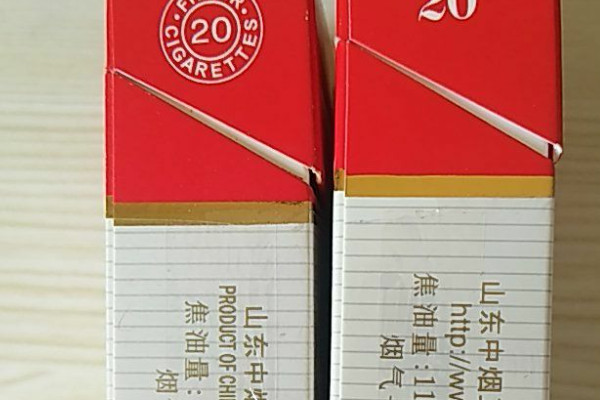 FILTER · CIGARETTES
20
20
山东中烟
PRODUCT OF CHI
焦油量:
烟
山东中烟
http://w
焦油量:11
烟气